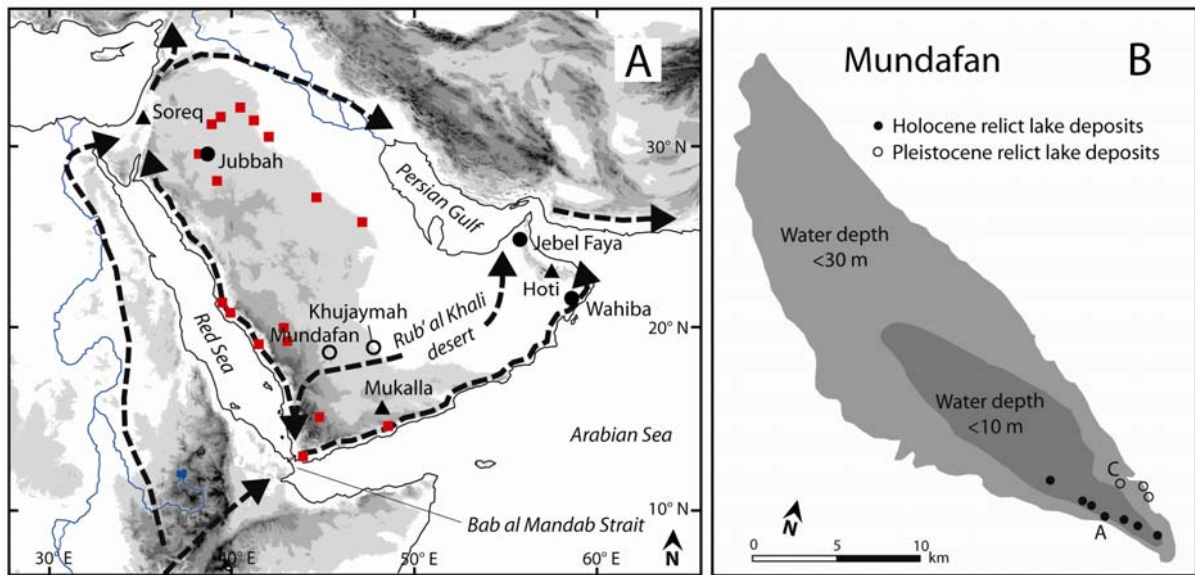 A
Soreq
30° N
Jubbah
Persian Gulf
Jebel Faya
Hoti
Wahiba
Khujaymah
Mundafan
Rub' al Khali
desert
20° N
Red Sea
Mukalla
Arabian Sea
Bab al Mandab Strait
10° N
30° E
40° E
50° E
60° E
N
Mundafan
B
Holocene relict lake deposits
Pleistocene relict lake deposits
Water depth
<30 m
Water depth
<10 m
C
A
N
0 5 10
km